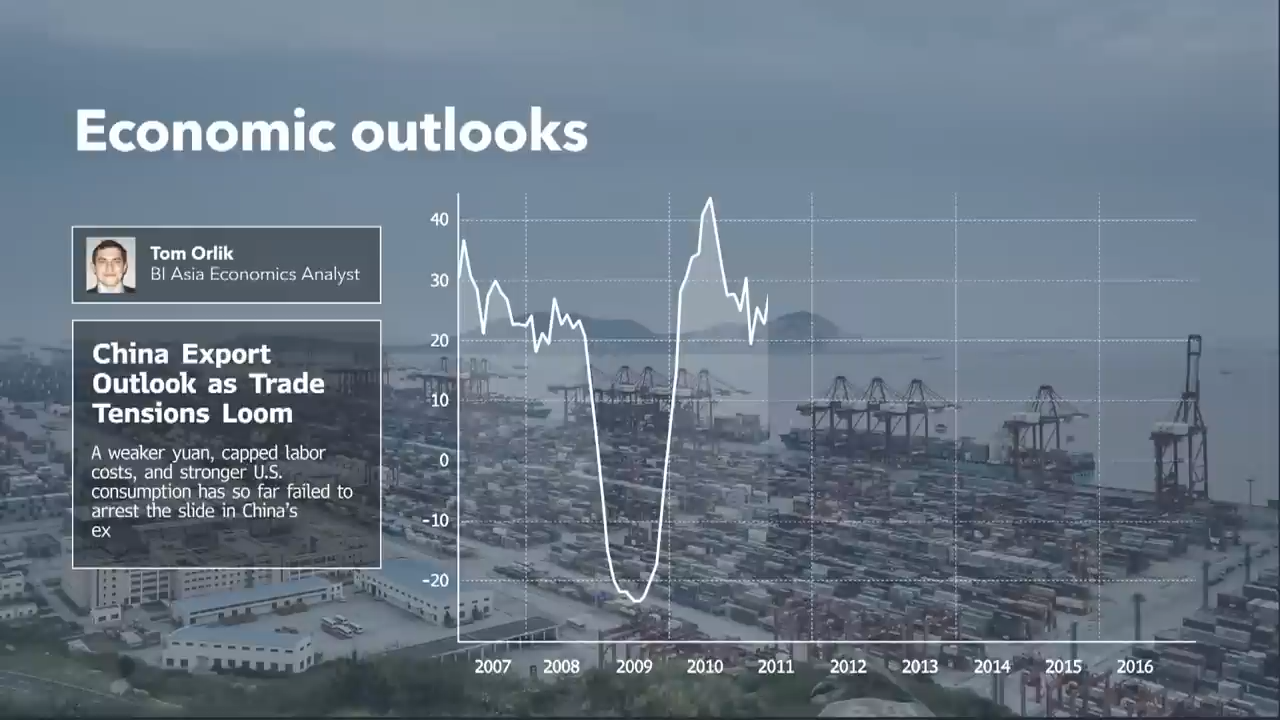 Economic outlooks
Tom Orlik
BI Asia Economics Analyst
China Export
Outlook as Trade
Tensions Loom
A weaker yuan, capped labor
costs, and stronger U.S.
consumption has so far failed to
arrest the slide in China's
ex
40
30
20
10
0
-10
-20
2007 2008 2009 2010 2011 2012 2013 2014 2015 2016